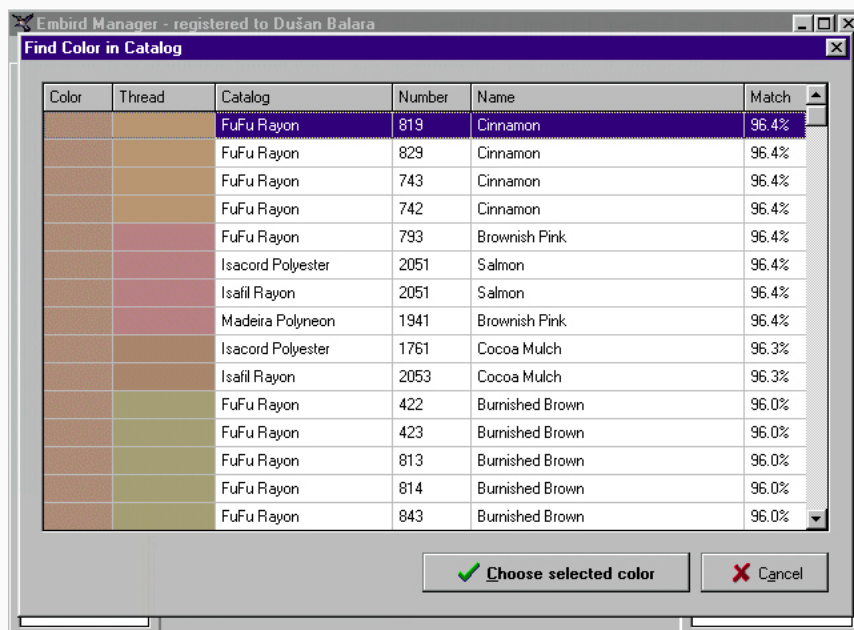 Embird Manager - registered to Dušan Balara
Find Color in Catalog
Color Thread Catalog Number Name Match
FuFu Rayon 819 Cinnamon 96.4%
FuFu Rayon 829 Cinnamon 96.4%
FuFu Rayon 743 Cinnamon 96.4%
FuFu Rayon 742 Cinnamon 96.4%
FuFu Rayon 793 Brownish Pink 96.4%
Isacord Polyester 2051 Salmon 96.4%
Isafil Rayon 2051 Salmon 96.4%
Madeira Polyneon 1941 Brownish Pink 96.4%
Isacord Polyester 1761 Cocoa Mulch 96.3%
Isafil Rayon 2053 Cocoa Mulch 96.3%
FuFu Rayon 422 Burnished Brown 96.0%
FuFu Rayon 423 Burnished Brown 96.0%
FuFu Rayon 813 Burnished Brown 96.0%
FuFu Rayon 814 Burnished Brown 96.0%
FuFu Rayon 843 Burnished Brown 96.0%
Choose selected color Cancel